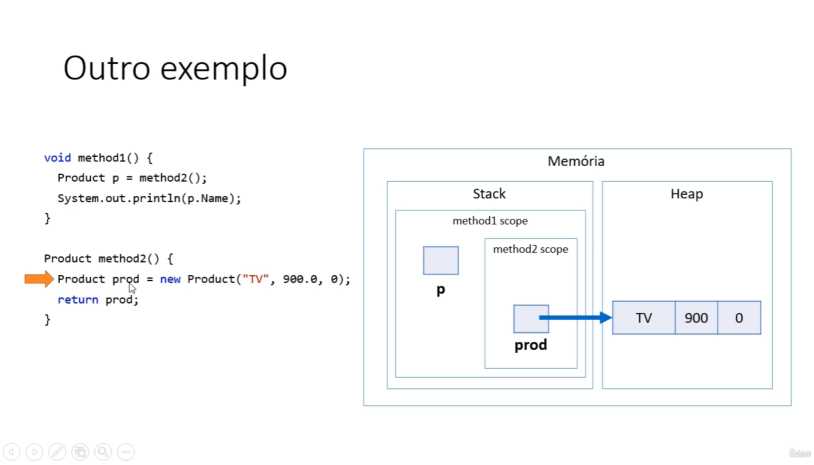 Outro exemplo
void method1() {
Product p = method2();
System.out.println(p.Name);
}
Product method2() {
Product prod = new Product("TV", 900.0, 0);
return prod;
}
Memória
Stack
method1 scope
method2 scope
p
prod
Heap
TV 900 0
Udemy